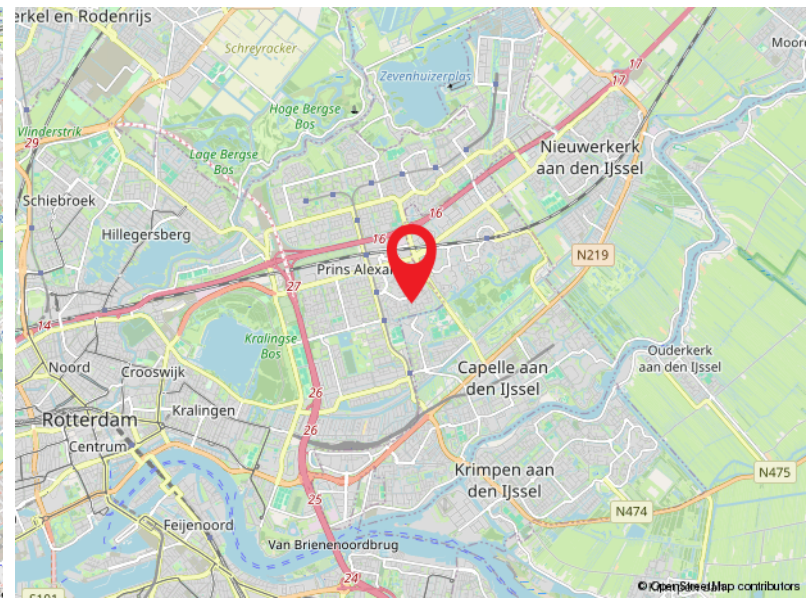 erkel en Rodenrijs
Schreyracker
17
17
Moor
Zevenhuizerplas
Hoge Bergse
Bos
Vlinderstrik
29
Lage Bergse
Bos
Nieuwerkerk
aan den IJssel
Schiebroek
16
Hillegersberg
16
N219
Prins Alexa
27
14
Kralingse
Bos
Ouderkerk
aan den IJssel
Noord
Crooswijk
Capelle aan
den IJssel
26
Kralingen
Rotterdam
26
Centrum
Krimpen aan
den IJssel
N475
25
N474
Feijenoord
Van Brienenoordbrug
24
© OpenStreetMap contributors
S101